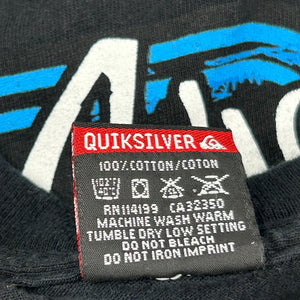 QUIKSILVER
100% COTTON/COTON
RN114199 CA32350
MACHINE WASH WARM
TUMBLE DRY LOW SETTING
DO NOT BLEACH
DO NOT IRON IMPRINT